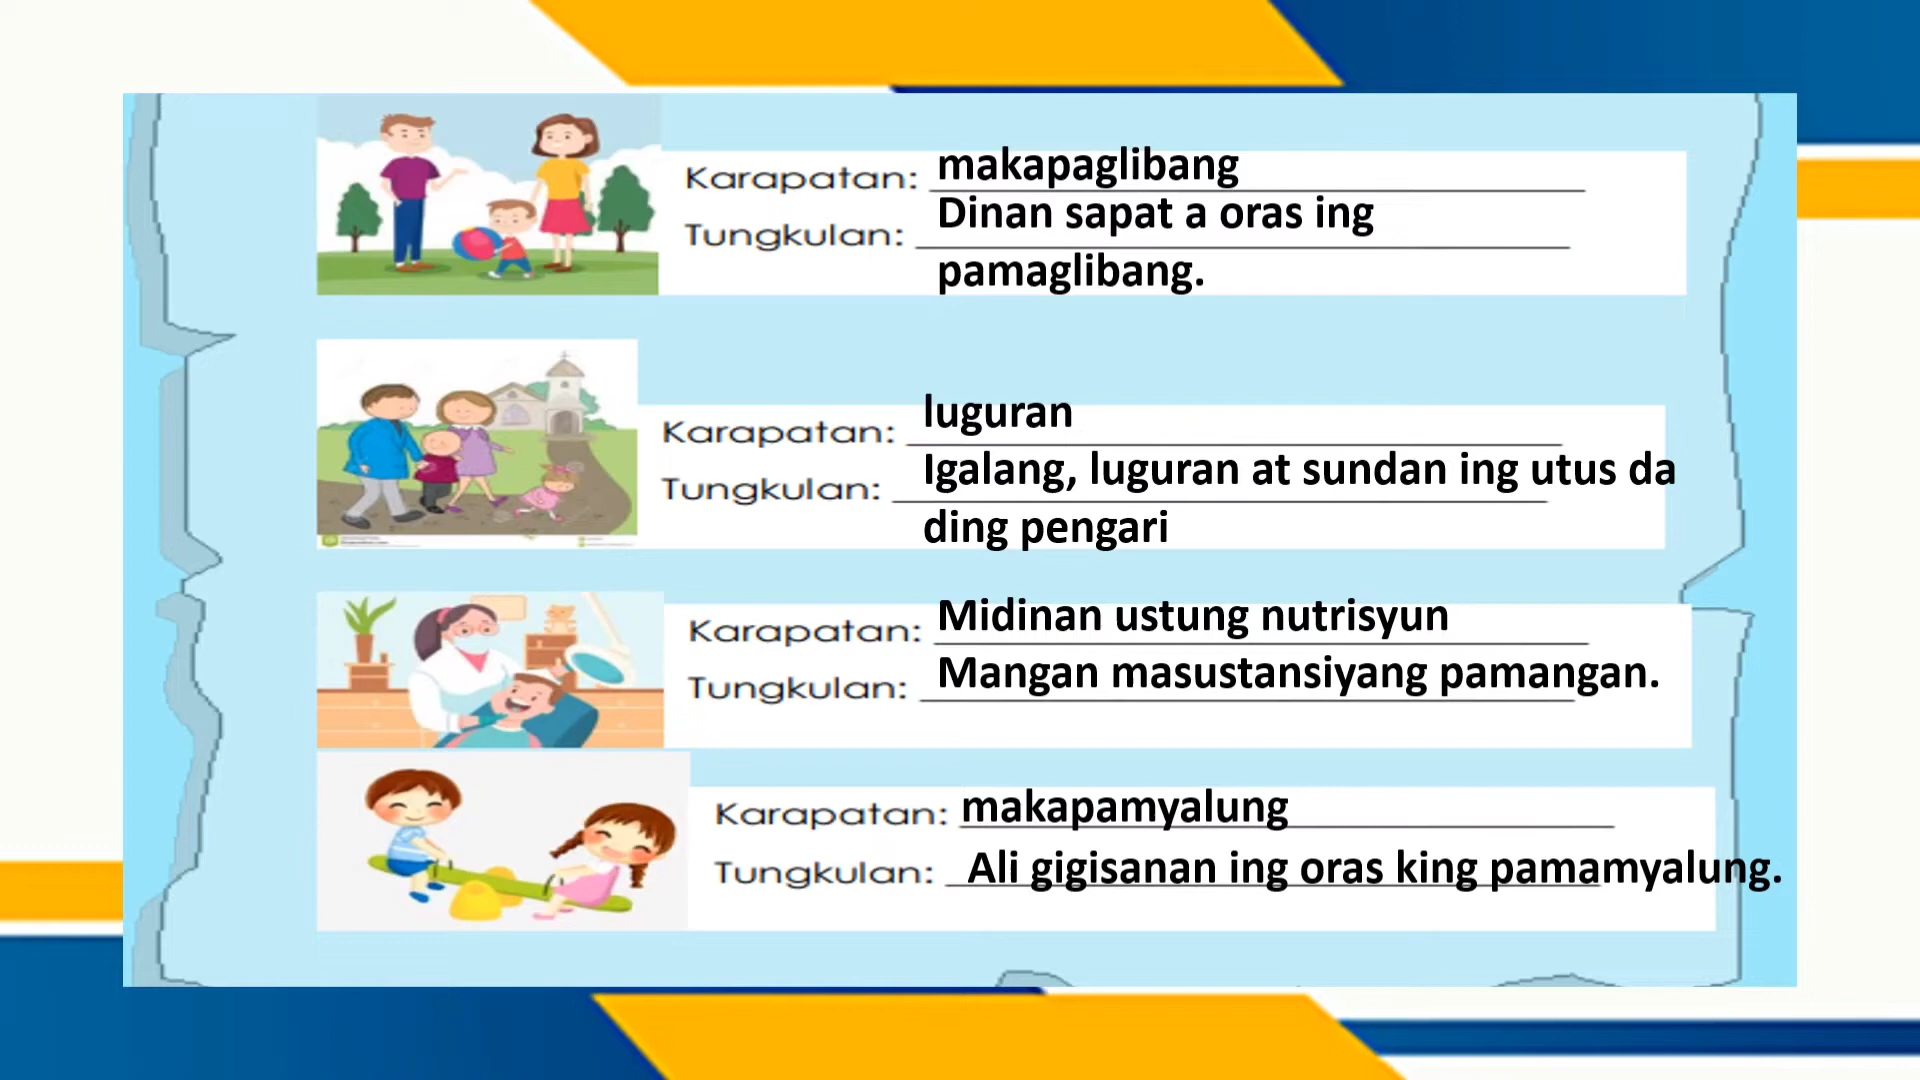 Karapatan: makapaglibang
Tungkulan: Dinan sapat a oras ing
pamaglibang.
Karapatan: luguran
Tungkulan: Igalang, luguran at sundan ing utus da
ding pengari
Karapatan: Midinan ustung nutrisyun
Tungkulan: Mangan masustansiyang pamangan.
Karapatan: makapamyalung
Tungkulan: Ali gigisanan ing oras king pamamyalung.